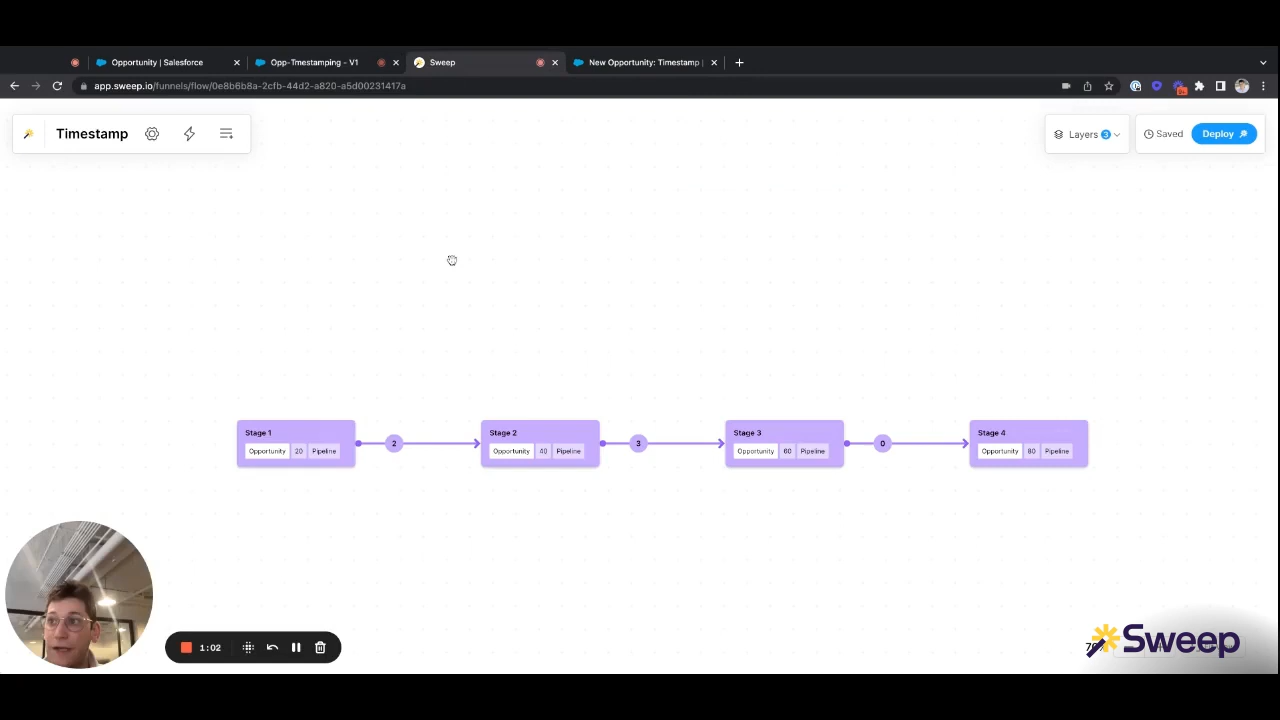 Opportunity | Salesforce
Opp-Tmestamping - V1
Sweep
New Opportunity: Timestamp |
app.sweep.io/funnels/flow/0e8b6b8a-2cfb-44d2-a820-a5d00231417a
Timestamp
Layers 3
Saved
Deploy
Stage 1
Opportunity 20 Pipeline
2
Stage 2
Opportunity 40 Pipeline
3
Stage 3
Opportunity 60 Pipeline
0
Stage 4
Opportunity 80 Pipeline
1:02
Sweep